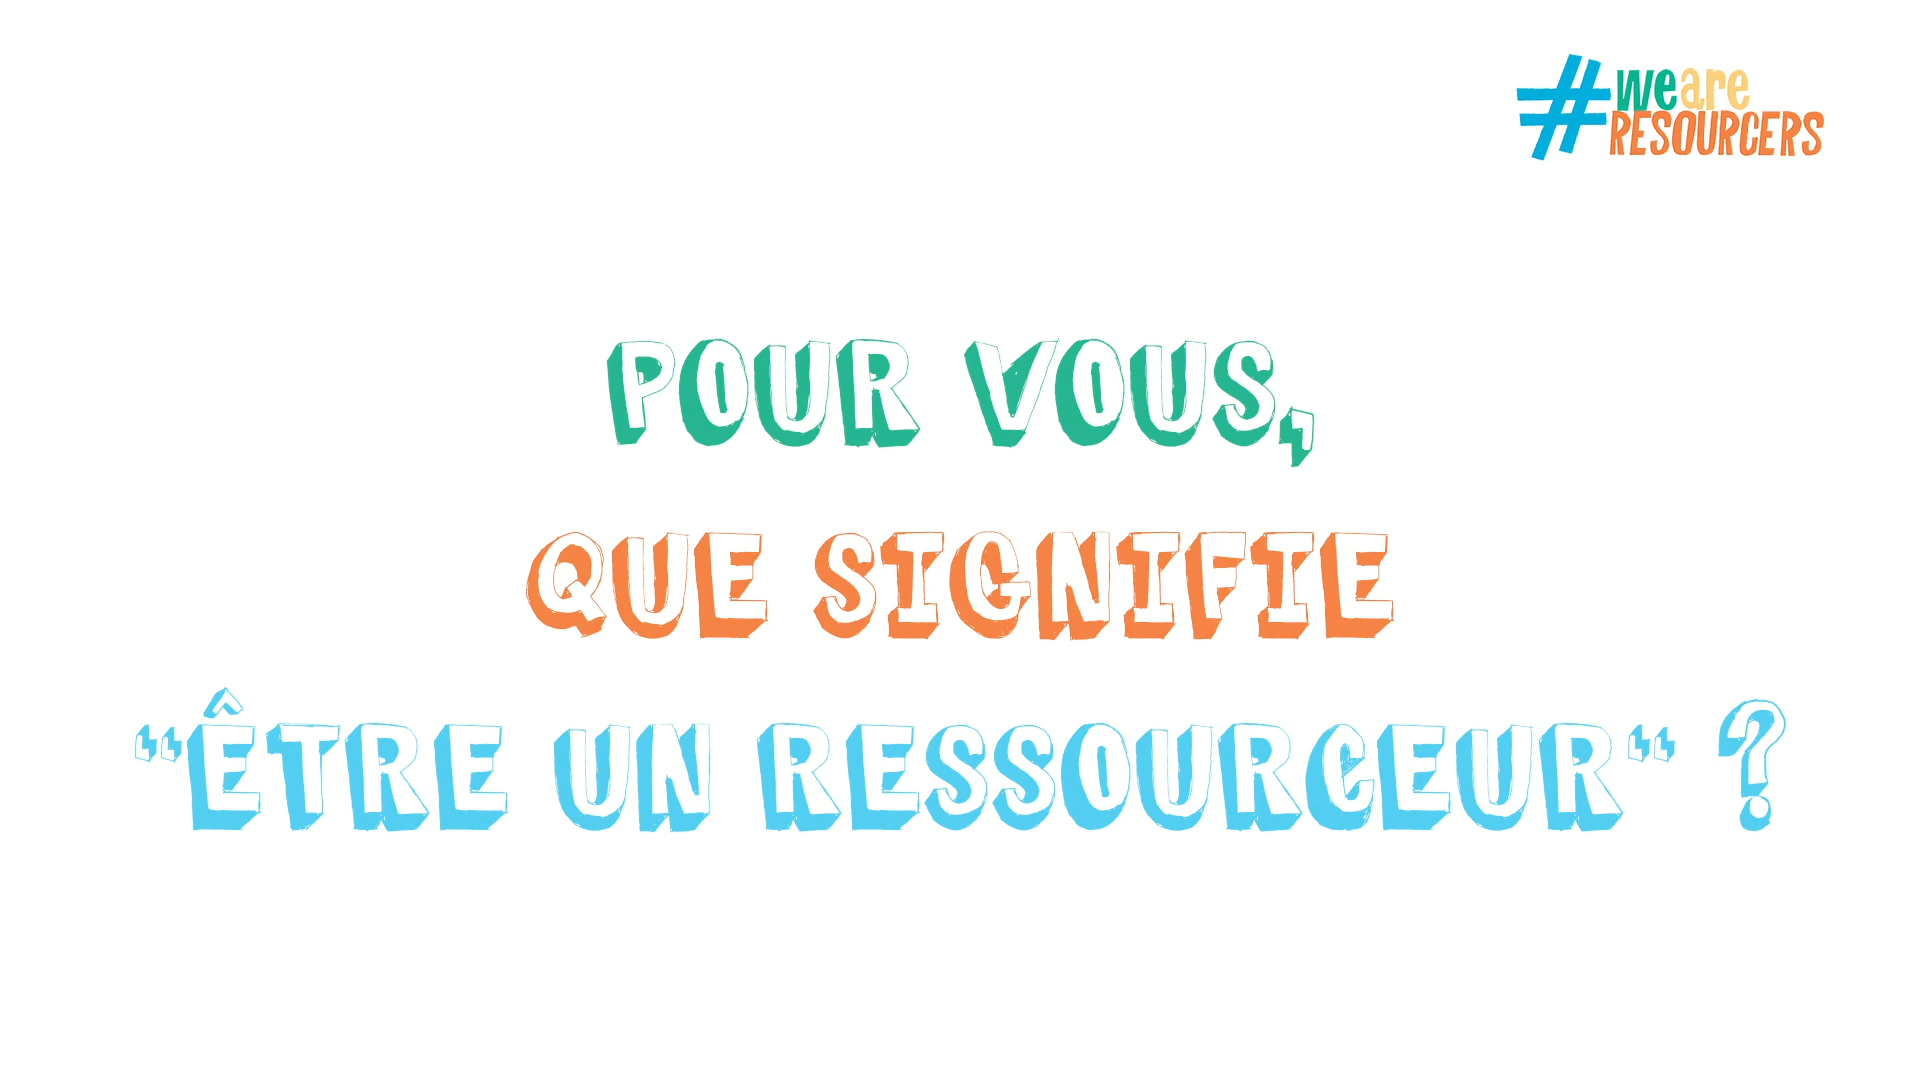 #weare
RESOURCERS
POUR VOUS,
QUE SIGNIFIE
“ÊTRE UN RESSOURCEUR“ ?